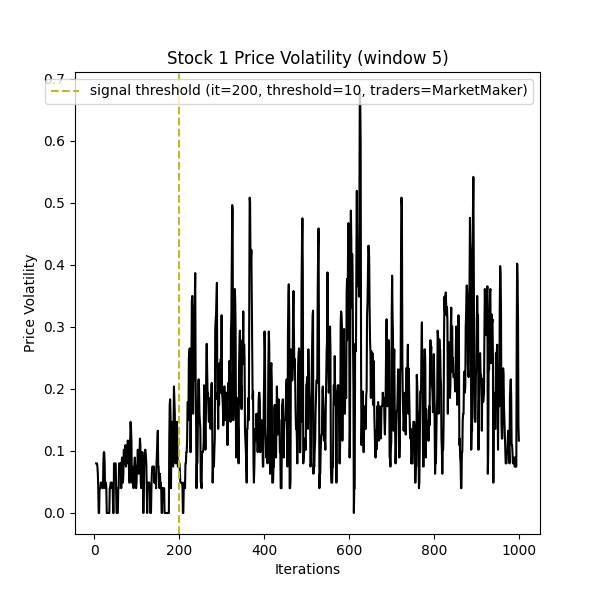 Stock 1 Price Volatility (window 5)
0.7
signal threshold (it=200, threshold=10, traders=MarketMaker)
0.6
0.5
0.4
0.3
0.2
0.1
0.0
Price Volatility
0 200 400 600 800 1000
Iterations